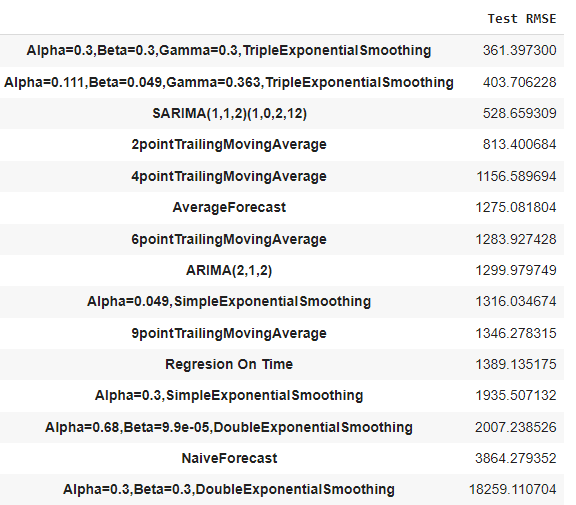 Test RMSE
Alpha=0.3,Beta=0.3,Gamma=0.3,TripleExponentialSmoothing 361.397300
Alpha=0.111,Beta=0.049,Gamma=0.363,TripleExponentialSmoothing 403.706228
SARIMA(1,1,2)(1,0,2,12) 528.659309
2pointTrailingMovingAverage 813.400684
4pointTrailingMovingAverage 1156.589694
AverageForecast 1275.081804
6pointTrailingMovingAverage 1283.927428
ARIMA(2,1,2) 1299.979749
Alpha=0.049,SimpleExponentialSmoothing 1316.034674
9pointTrailingMovingAverage 1346.278315
Regresion On Time 1389.135175
Alpha=0.3,SimpleExponentialSmoothing 1935.507132
Alpha=0.68,Beta=9.9e-05,DoubleExponentialSmoothing 2007.238526
NaiveForecast 3864.279352
Alpha=0.3,Beta=0.3,DoubleExponentialSmoothing 18259.110704